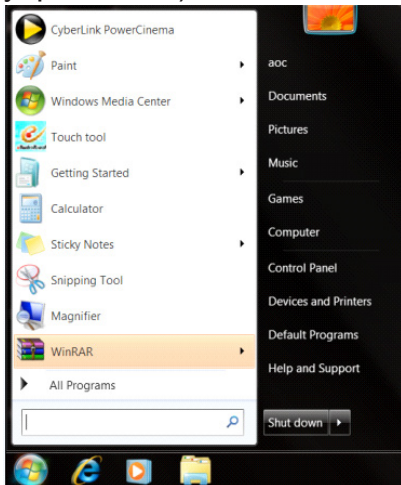 CyberLink PowerCinema
Paint
Windows Media Center
Touch tool
Getting Started
Calculator
Sticky Notes
Snipping Tool
Magnifier
WinRAR
All Programs
aoc
Documents
Pictures
Music
Games
Computer
Control Panel
Devices and Printers
Default Programs
Help and Support
Shut down